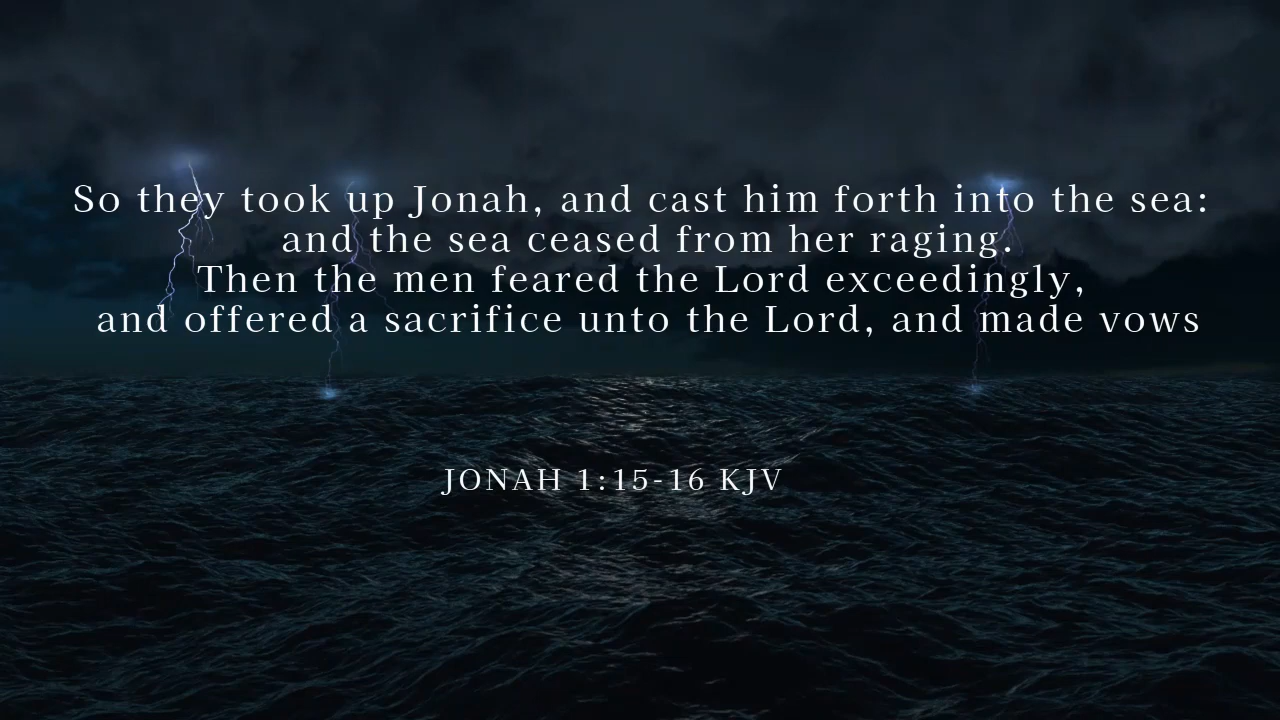 So they took up Jonah, and cast him forth into the sea:
and the sea ceased from her raging.
Then the men feared the Lord exceedingly,
and offered a sacrifice unto the Lord, and made vows
JONAH 1:15-16 KJV